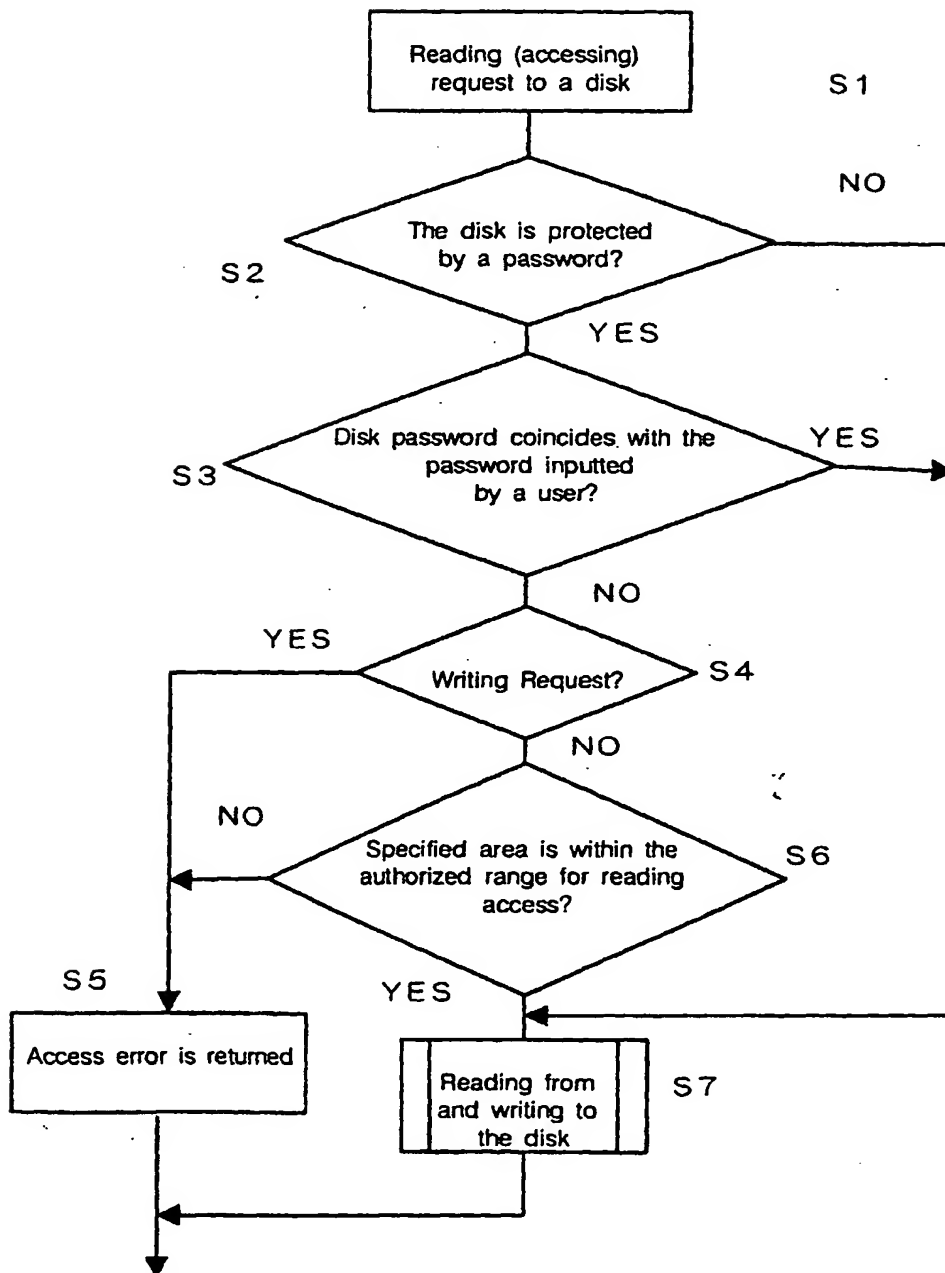 Reading (accessing)
request to a disk
S1
NO
The disk is protected
by a password?
S2
YES
Disk password coincides with the
password inputted
by a user?
YES
S3
NO
YES
Writing Request?
S4
NO
NO
Specified area is within the
authorized range for reading
access?
S6
S5
YES
Access error is returned
Reading from
and writing to
the disk
S7